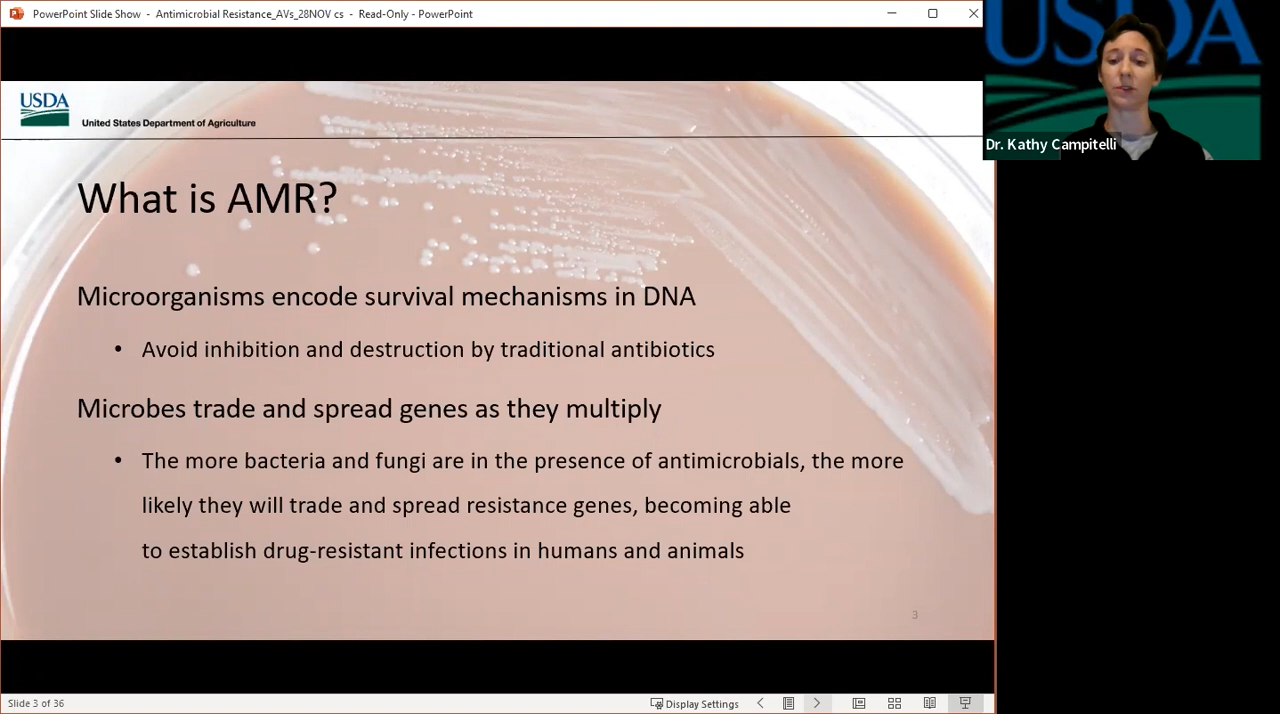 PowerPoint Slide Show - Antimicrobial Resistance_AVs_28NOV cs - Read-Only - PowerPoint
USDA
Dr. Kathy Campitelli
USDA
United States Department of Agriculture
What is AMR?
Microorganisms encode survival mechanisms in DNA
• Avoid inhibition and destruction by traditional antibiotics
Microbes trade and spread genes as they multiply
• The more bacteria and fungi are in the presence of antimicrobials, the more
likely they will trade and spread resistance genes, becoming able
to establish drug-resistant infections in humans and animals
3
Slide 3 of 36
Display Settings